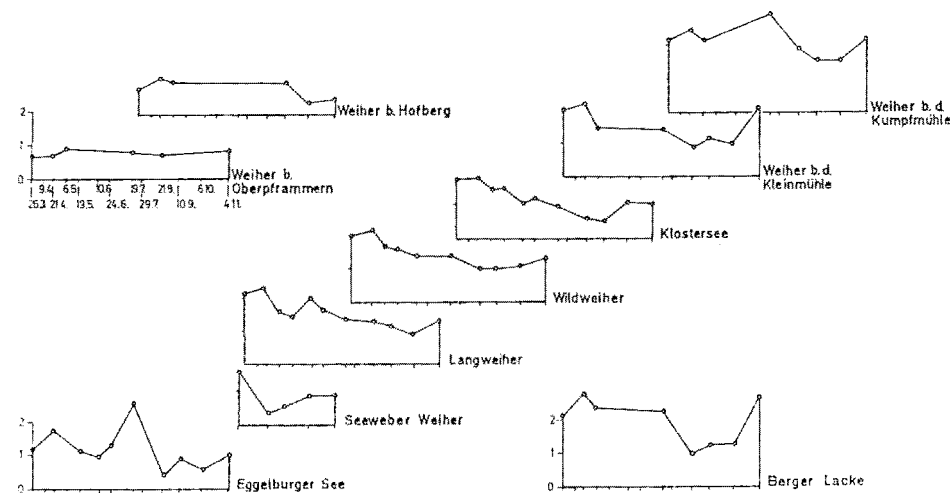 Weiher b. Hofberg
Weiher b. d.
Kumpfmühle
2
1
0
Weiher b.
Oberpframmern
9.4. 6.5. 10.6. 9.7. 21.9. 6.10.
25.3. 21.4. 19.5. 24.6. 29.7. 10.9. 4.11.
Weiher b.d.
Kleinmühle
Klostersee
Wildweiher
Langweiher
Seeweber Weiher
2
1
0
Eggelburger See
2
1
0
Berger Lacke